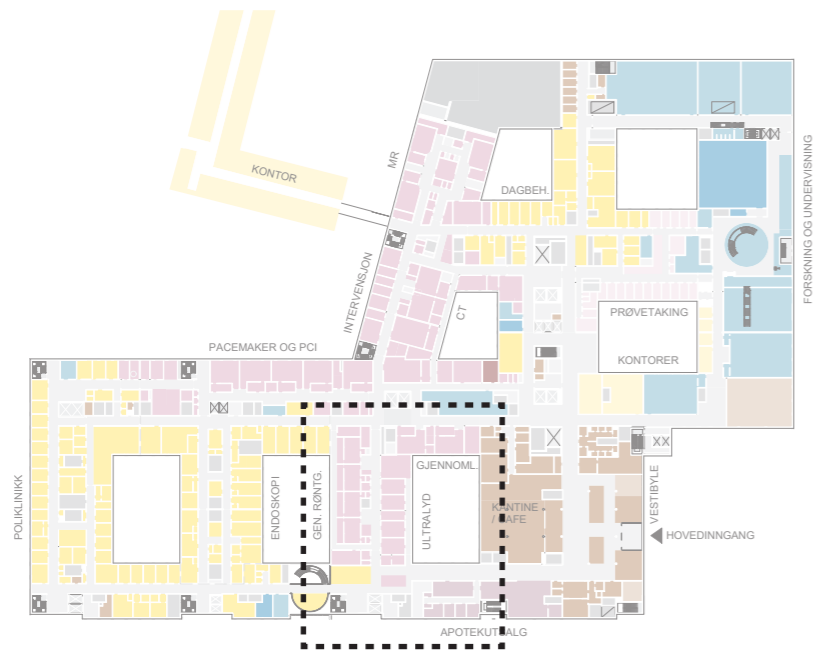 KONTOR
MR
DAGBEH.
FORSKNING OG UNDERVISNING
INTERVENSJON
CT
PRØVETAKING
KONTORER
PACEMAKER OG PCI
POLIKLINIKK
ENDOSKOPI
GEN. RØNTG.
ULTRALYD
GJENNOML.
KANTINE
/ KAFE
VESTIBYLE
HOVEDINNGANG
APOTEKUTSALG